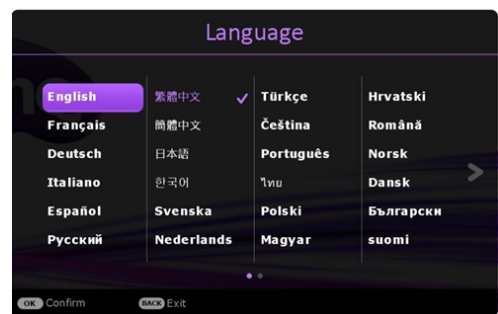 Language
English
Français
Deutsch
Italiano
Español
Русский
繁體中文
簡體中文
日本語
한국어
Svenska
Nederlands
Türkçe
Čeština
Português
ไทย
Polski
Magyar
Hrvatski
Română
Norsk
Dansk
Български
suomi
OK Confirm
BACK Exit